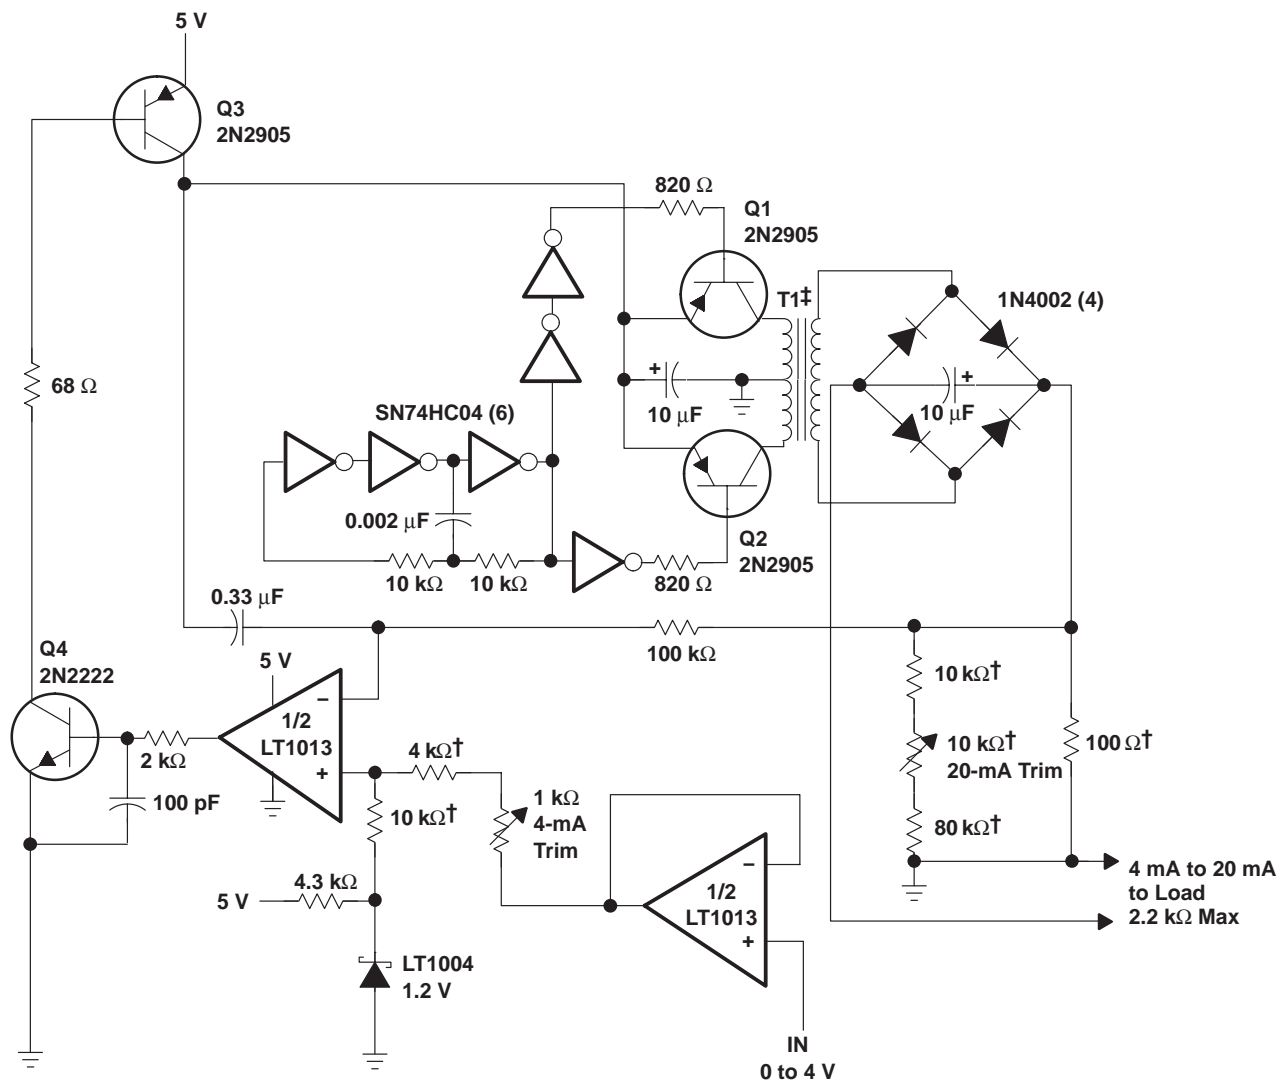 5 V
Q3
2N2905
820 Ω
Q1
2N2905
T1‡
1N4002 (4)
68 Ω
+
10 μF
+
10 μF
SN74HC04 (6)
0.002 μF
10 kΩ
10 kΩ
820 Ω
Q2
2N2905
0.33 μF
100 kΩ
Q4
2N2222
5 V
−
1/2
LT1013
+
2 kΩ
100 pF
4 kΩ†
10 kΩ†
1 kΩ
4-mA
Trim
10 kΩ†
10 kΩ†
20-mA Trim
100 Ω†
80 kΩ†
4.3 kΩ
5 V
−
1/2
LT1013
+
4 mA to 20 mA
to Load
2.2 kΩ Max
LT1004
1.2 V
IN
0 to 4 V